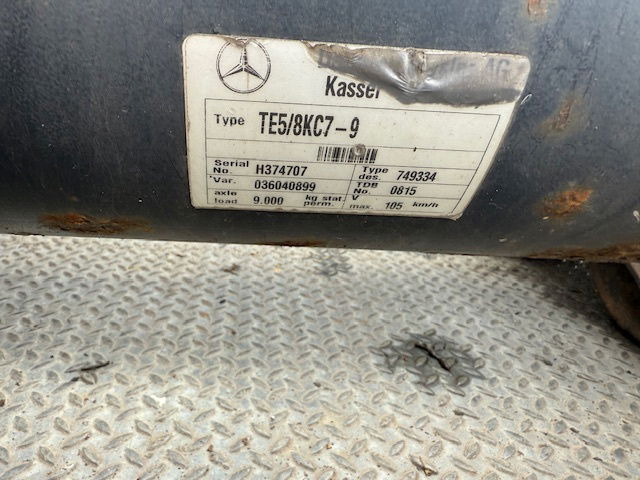 AG
Kassel
Type TE5/8KC7-9
Serial No. H374707 Type des. 749334
Var. 036040899 TDB No. 0815
axle load 9.000 kg stat. perm. V max. 105 km/h